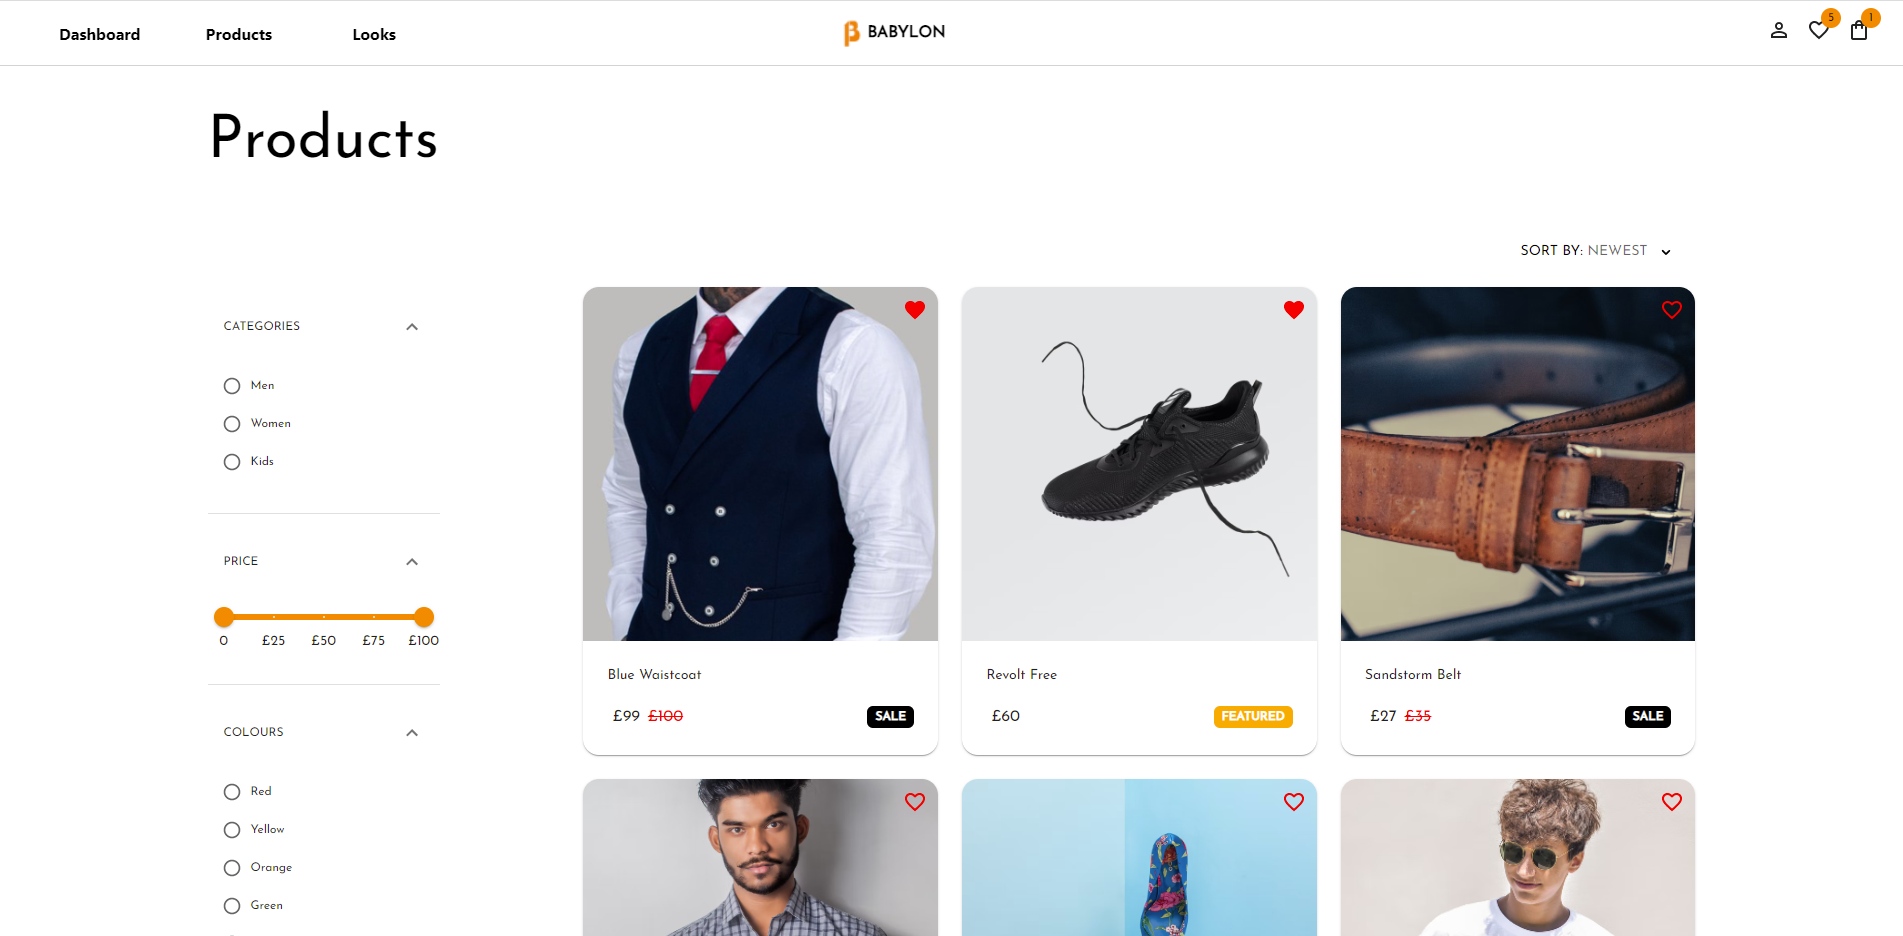 Dashboard Products Looks BABYLON 5 1
Products
SORT BY: NEWEST
CATEGORIES
Men
Women
Kids
PRICE
0 £25 £50 £75 £100
COLOURS
Red
Yellow
Orange
Green
Blue Waistcoat
£99 £100 SALE
Revolt Free
£60 FEATURED
Sandstorm Belt
£27 £35 SALE